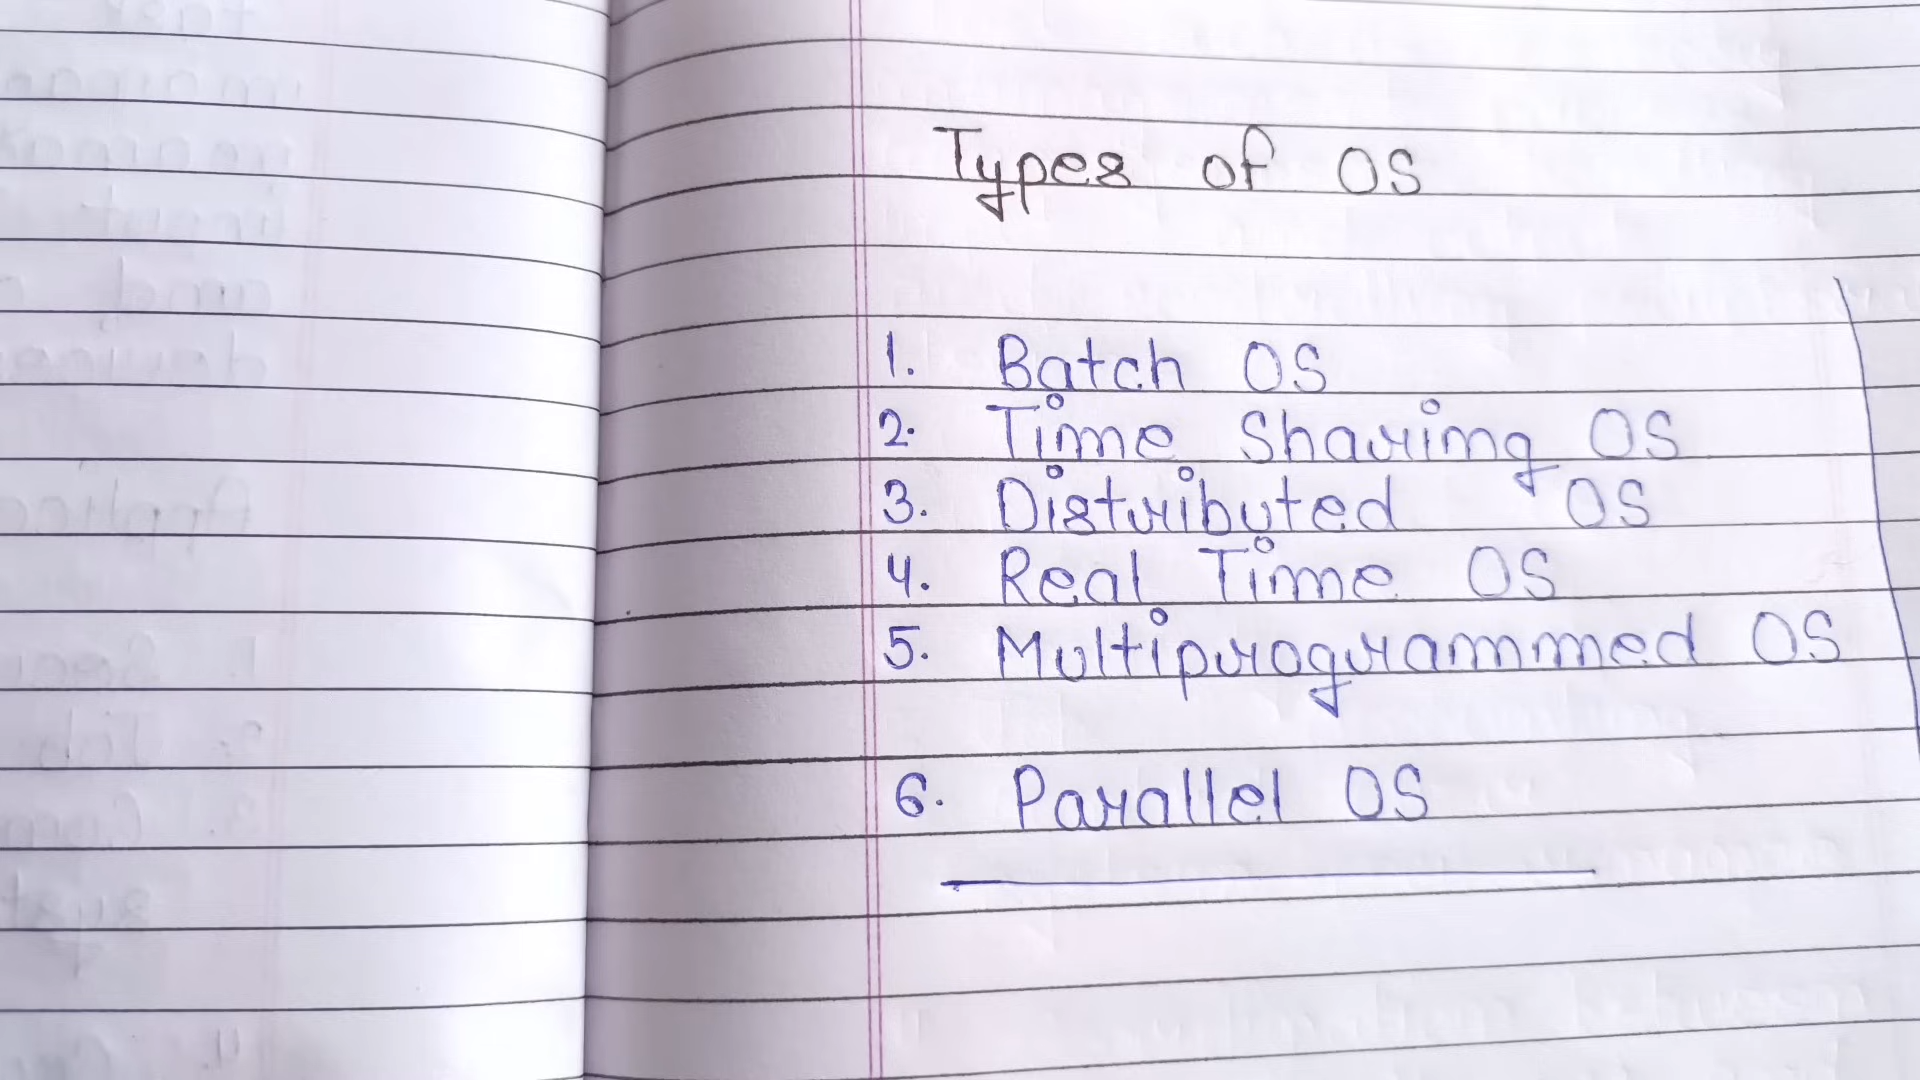 Types of OS
1. Batch OS
2. Time Sharing OS
3. Distributed OS
4. Real Time OS
5. Multiprogrammed OS
6. Parallel OS